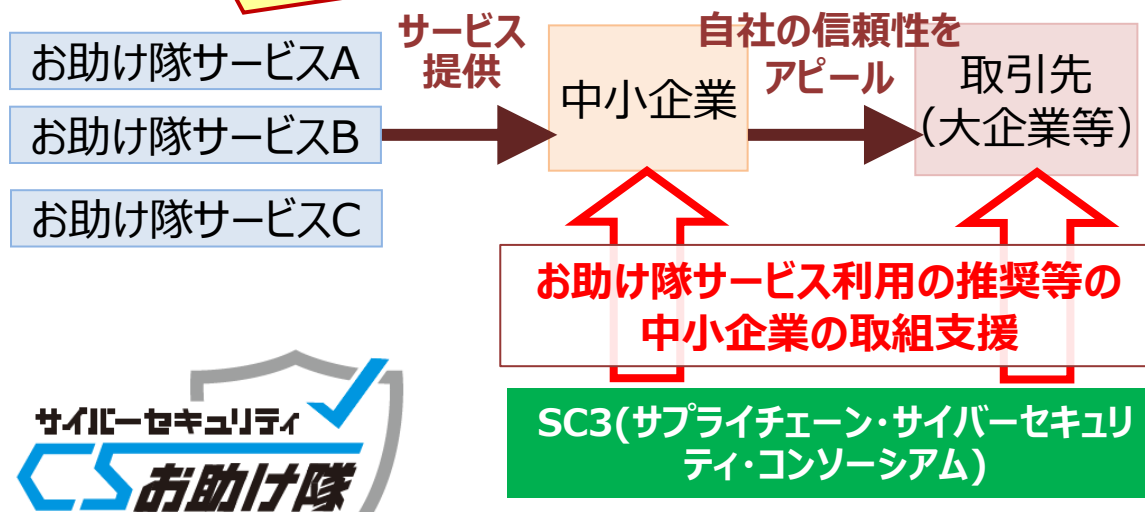 お助け隊サービスA
お助け隊サービスB
お助け隊サービスC
サービス
提供
中小企業
自社の信頼性を
アピール
取引先
(大企業等)
お助け隊サービス利用の推奨等の
中小企業の取組支援
SC3(サプライチェーン・サイバーセキュリ
ティ・コンソーシアム)
サイバーセキュリティ
CSお助け隊